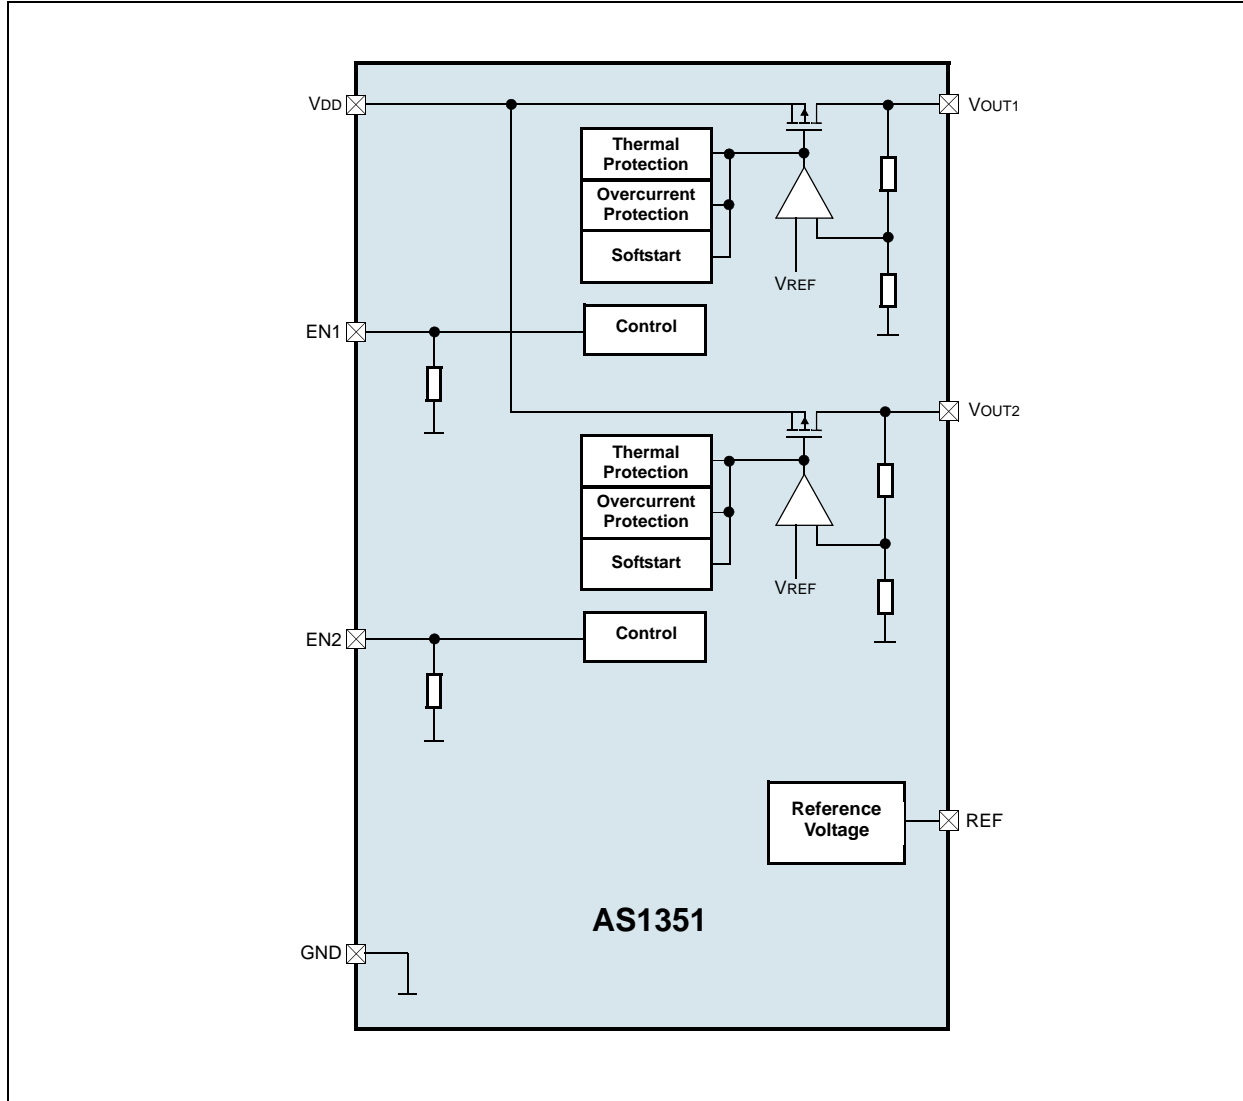 VDD
VOUT1
Thermal
Protection
Overcurrent
Protection
Softstart
VREF
EN1
Control
VOUT2
Thermal
Protection
Overcurrent
Protection
Softstart
VREF
EN2
Control
Reference
Voltage
REF
AS1351
GND